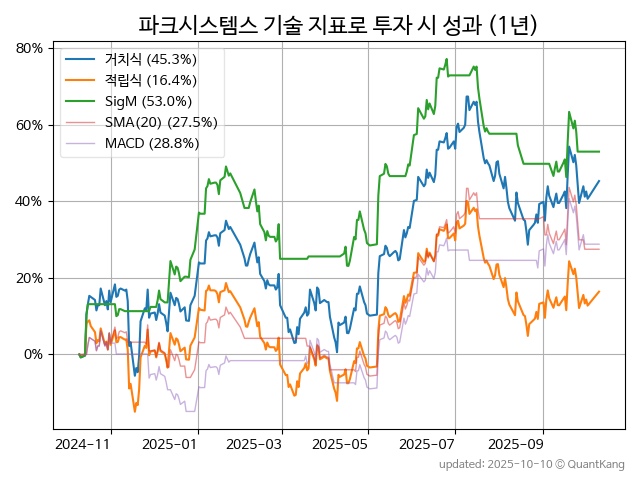 파크시스템스 기술 지표로 투자 시 성과 (1년)
80%
60%
40%
20%
0%
거치식 (45.3%)
적립식 (16.4%)
SigM (53.0%)
SMA(20) (27.5%)
MACD (28.8%)
2024-11
2025-01
2025-03
2025-05
2025-07
2025-09
updated: 2025-10-10 © QuantKang